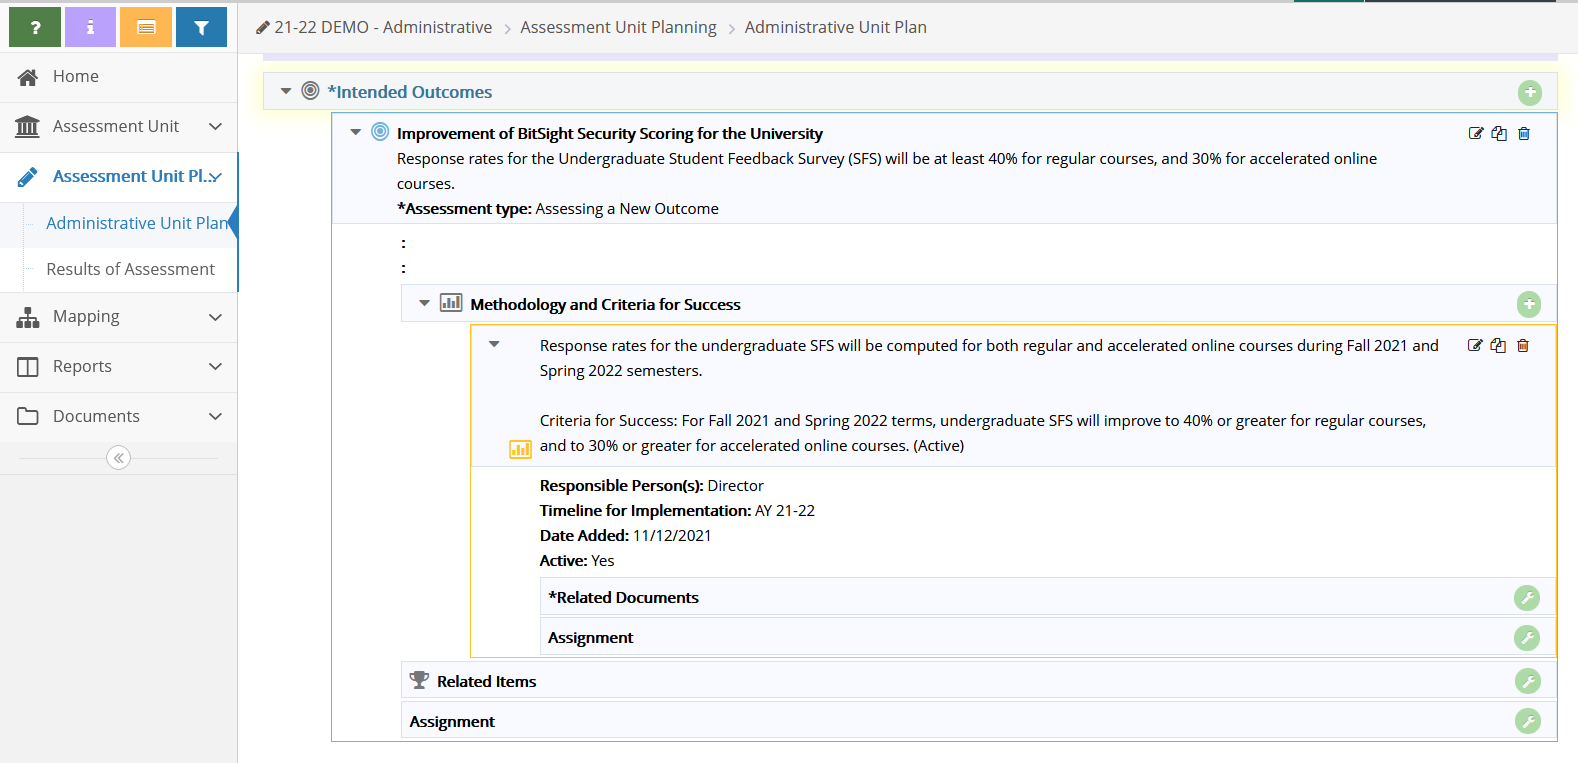 ? i
21-22 DEMO - Administrative > Assessment Unit Planning > Administrative Unit Plan
Home
Assessment Unit
Assessment Unit Pl...
Administrative Unit Plan
Results of Assessment
Mapping
Reports
Documents
*Intended Outcomes
Improvement of BitSight Security Scoring for the University
Response rates for the Undergraduate Student Feedback Survey (SFS) will be at least 40% for regular courses, and 30% for accelerated online
courses.
*Assessment type: Assessing a New Outcome
:
:
Methodology and Criteria for Success
Response rates for the undergraduate SFS will be computed for both regular and accelerated online courses during Fall 2021 and
Spring 2022 semesters.
Criteria for Success: For Fall 2021 and Spring 2022 terms, undergraduate SFS will improve to 40% or greater for regular courses,
and to 30% or greater for accelerated online courses. (Active)
Responsible Person(s): Director
Timeline for Implementation: AY 21-22
Date Added: 11/12/2021
Active: Yes
*Related Documents
Assignment
Related Items
Assignment